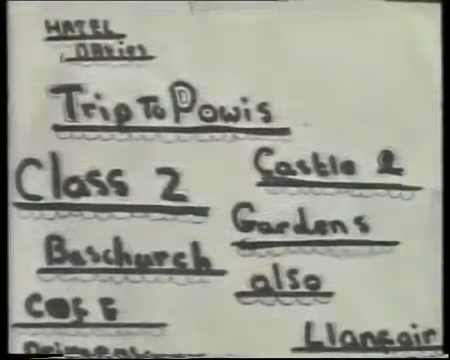 HAZEL
DAVIES
Trip To Powis
Castle &
Class 2
Gardens
Baschurch
also
C of E
Llanfair